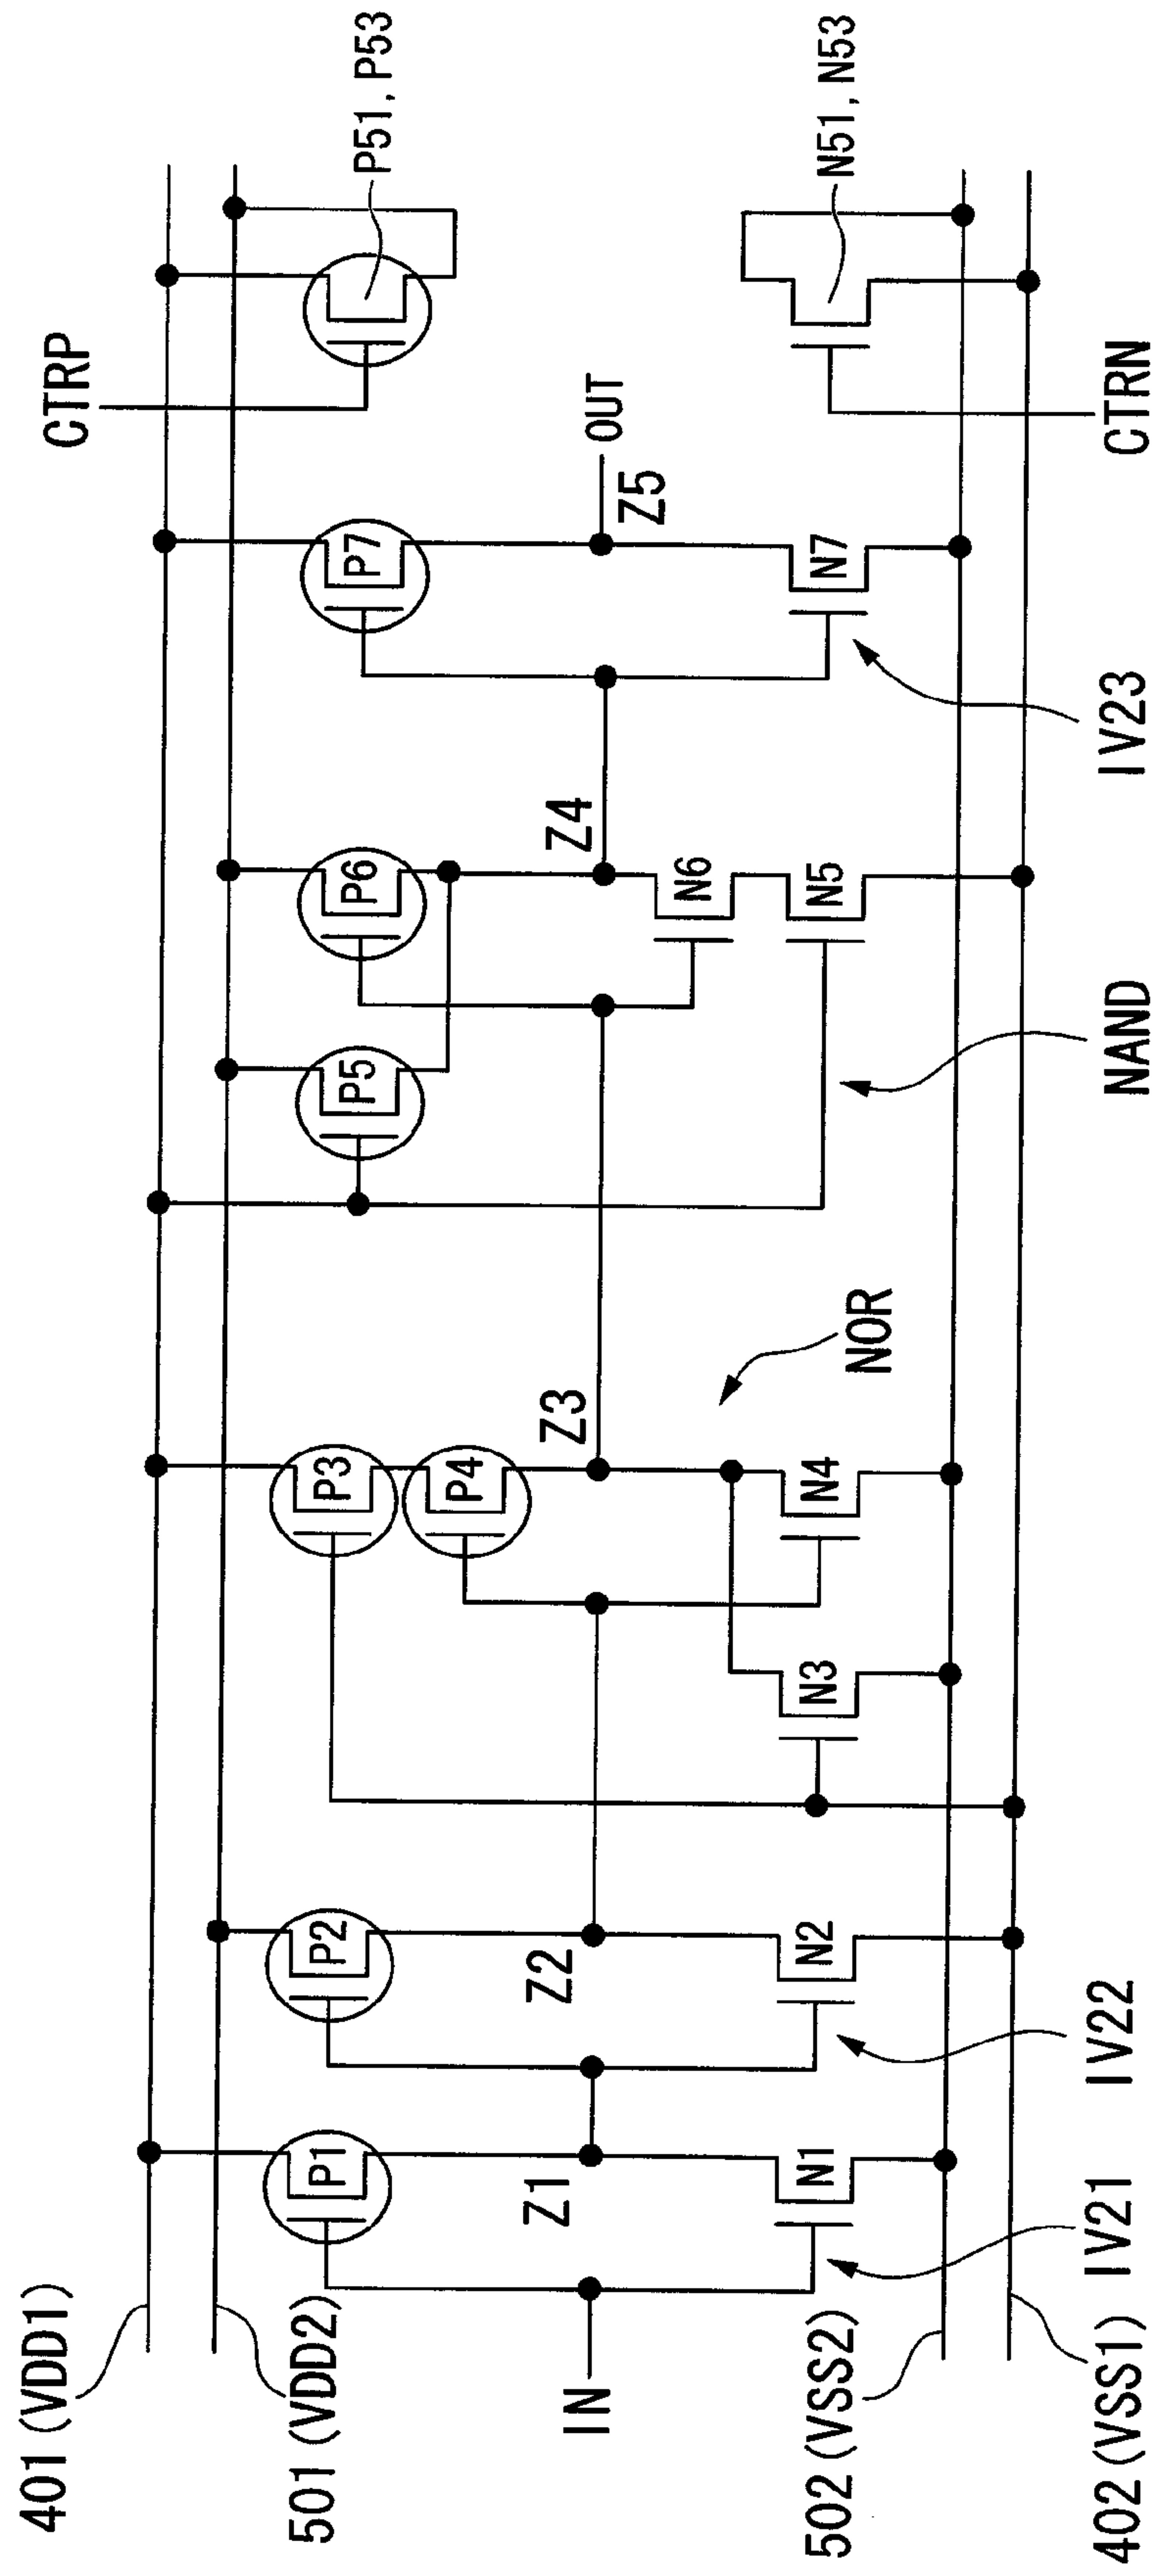 401 (VDD1)
501 (VDD2)
IN
502 (VSS2)
402 (VSS1)
P1
Z1
N1
IV21
P2
Z2
N2
IV22
P3
P4
Z3
N3
N4
NOR
P5
P6
Z4
N6
N5
NAND
P7
Z5
OUT
N7
IV23
CTRP
P51, P53
N51, N53
CTRN